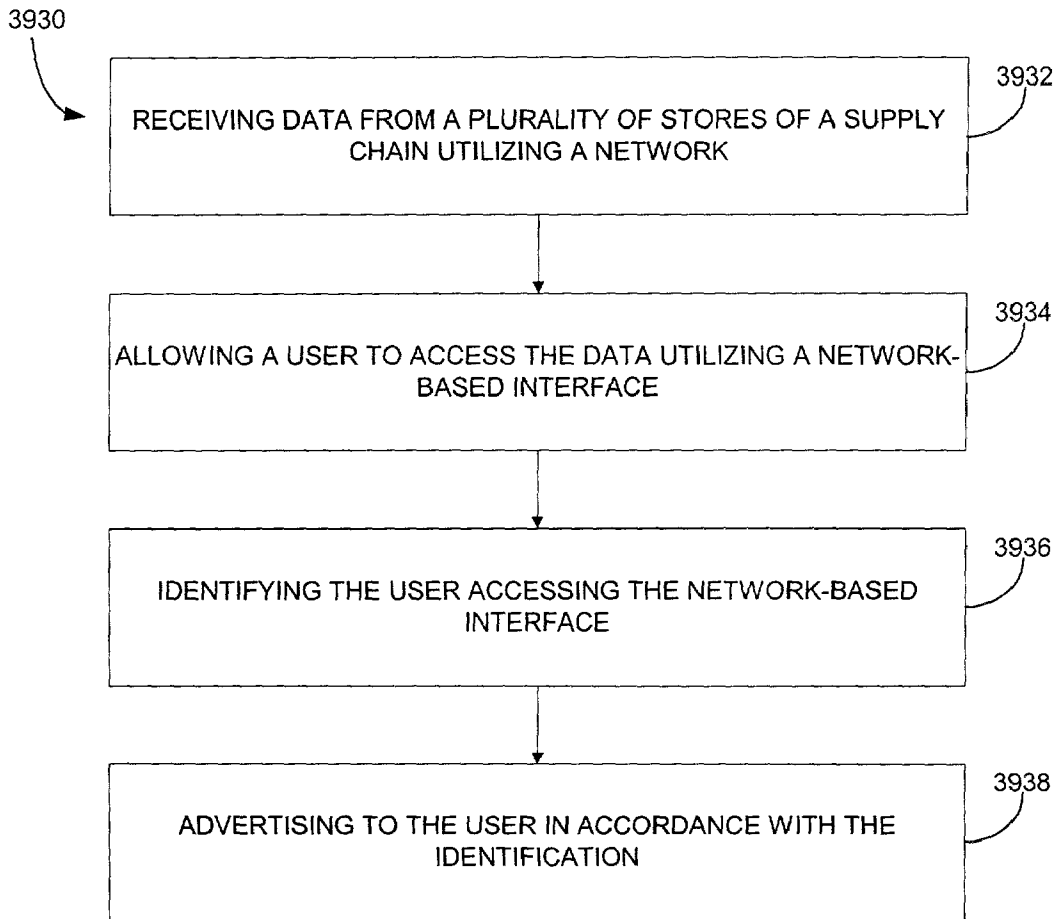 3930
3932
RECEIVING DATA FROM A PLURALITY OF STORES OF A SUPPLY
CHAIN UTILIZING A NETWORK
3934
ALLOWING A USER TO ACCESS THE DATA UTILIZING A NETWORK-
BASED INTERFACE
3936
IDENTIFYING THE USER ACCESSING THE NETWORK-BASED
INTERFACE
3938
ADVERTISING TO THE USER IN ACCORDANCE WITH THE
IDENTIFICATION